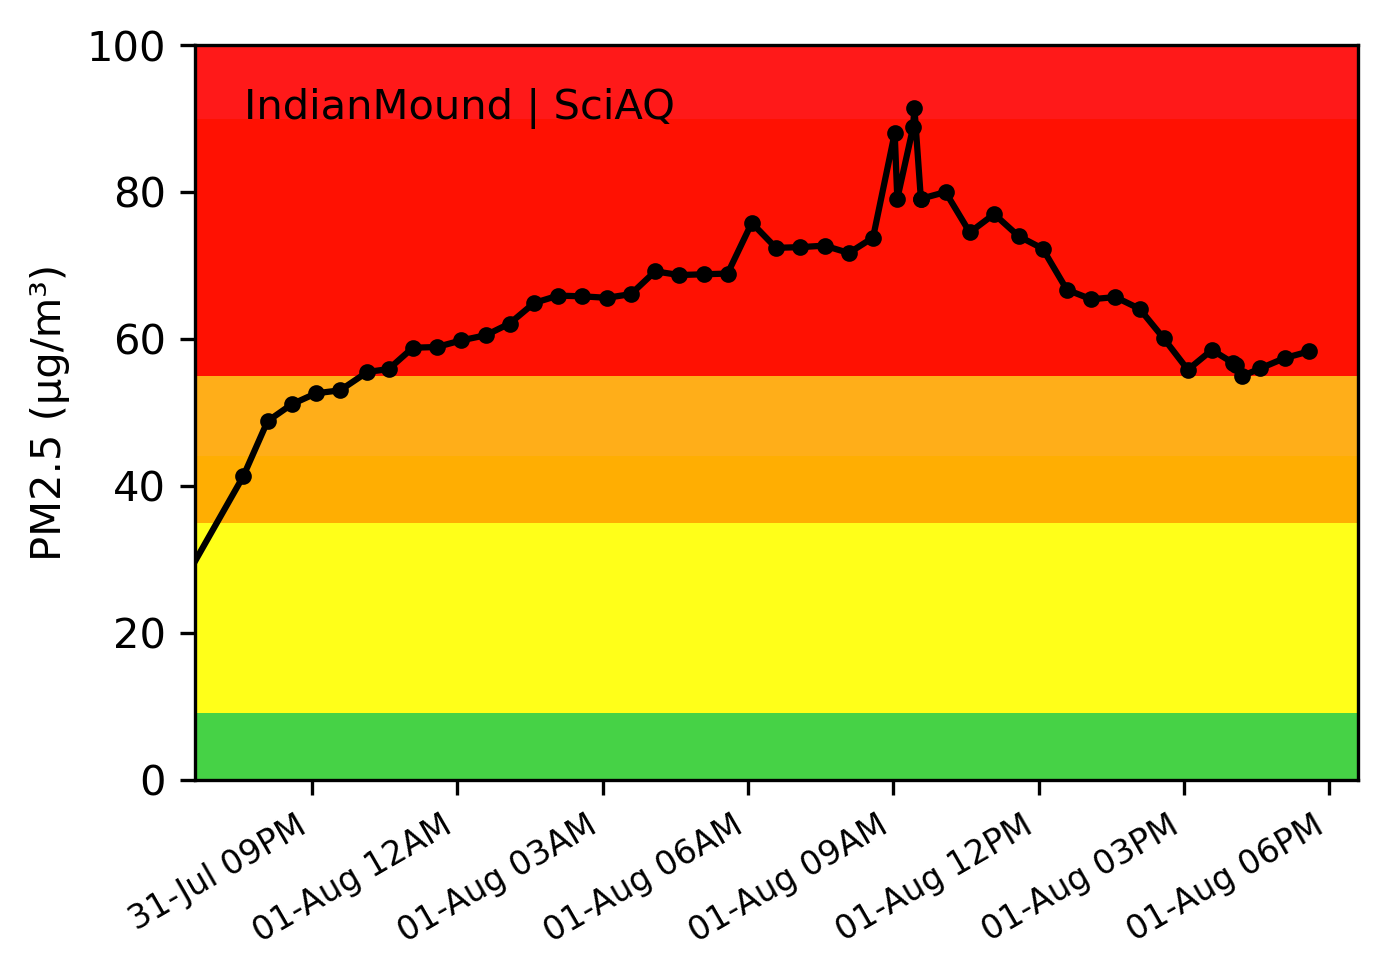 IndianMound | SciAQ
PM2.5 (µg/m³)
100
80
60
40
20
0
31-Jul 09PM
01-Aug 12AM
01-Aug 03AM
01-Aug 06AM
01-Aug 09AM
01-Aug 12PM
01-Aug 03PM
01-Aug 06PM